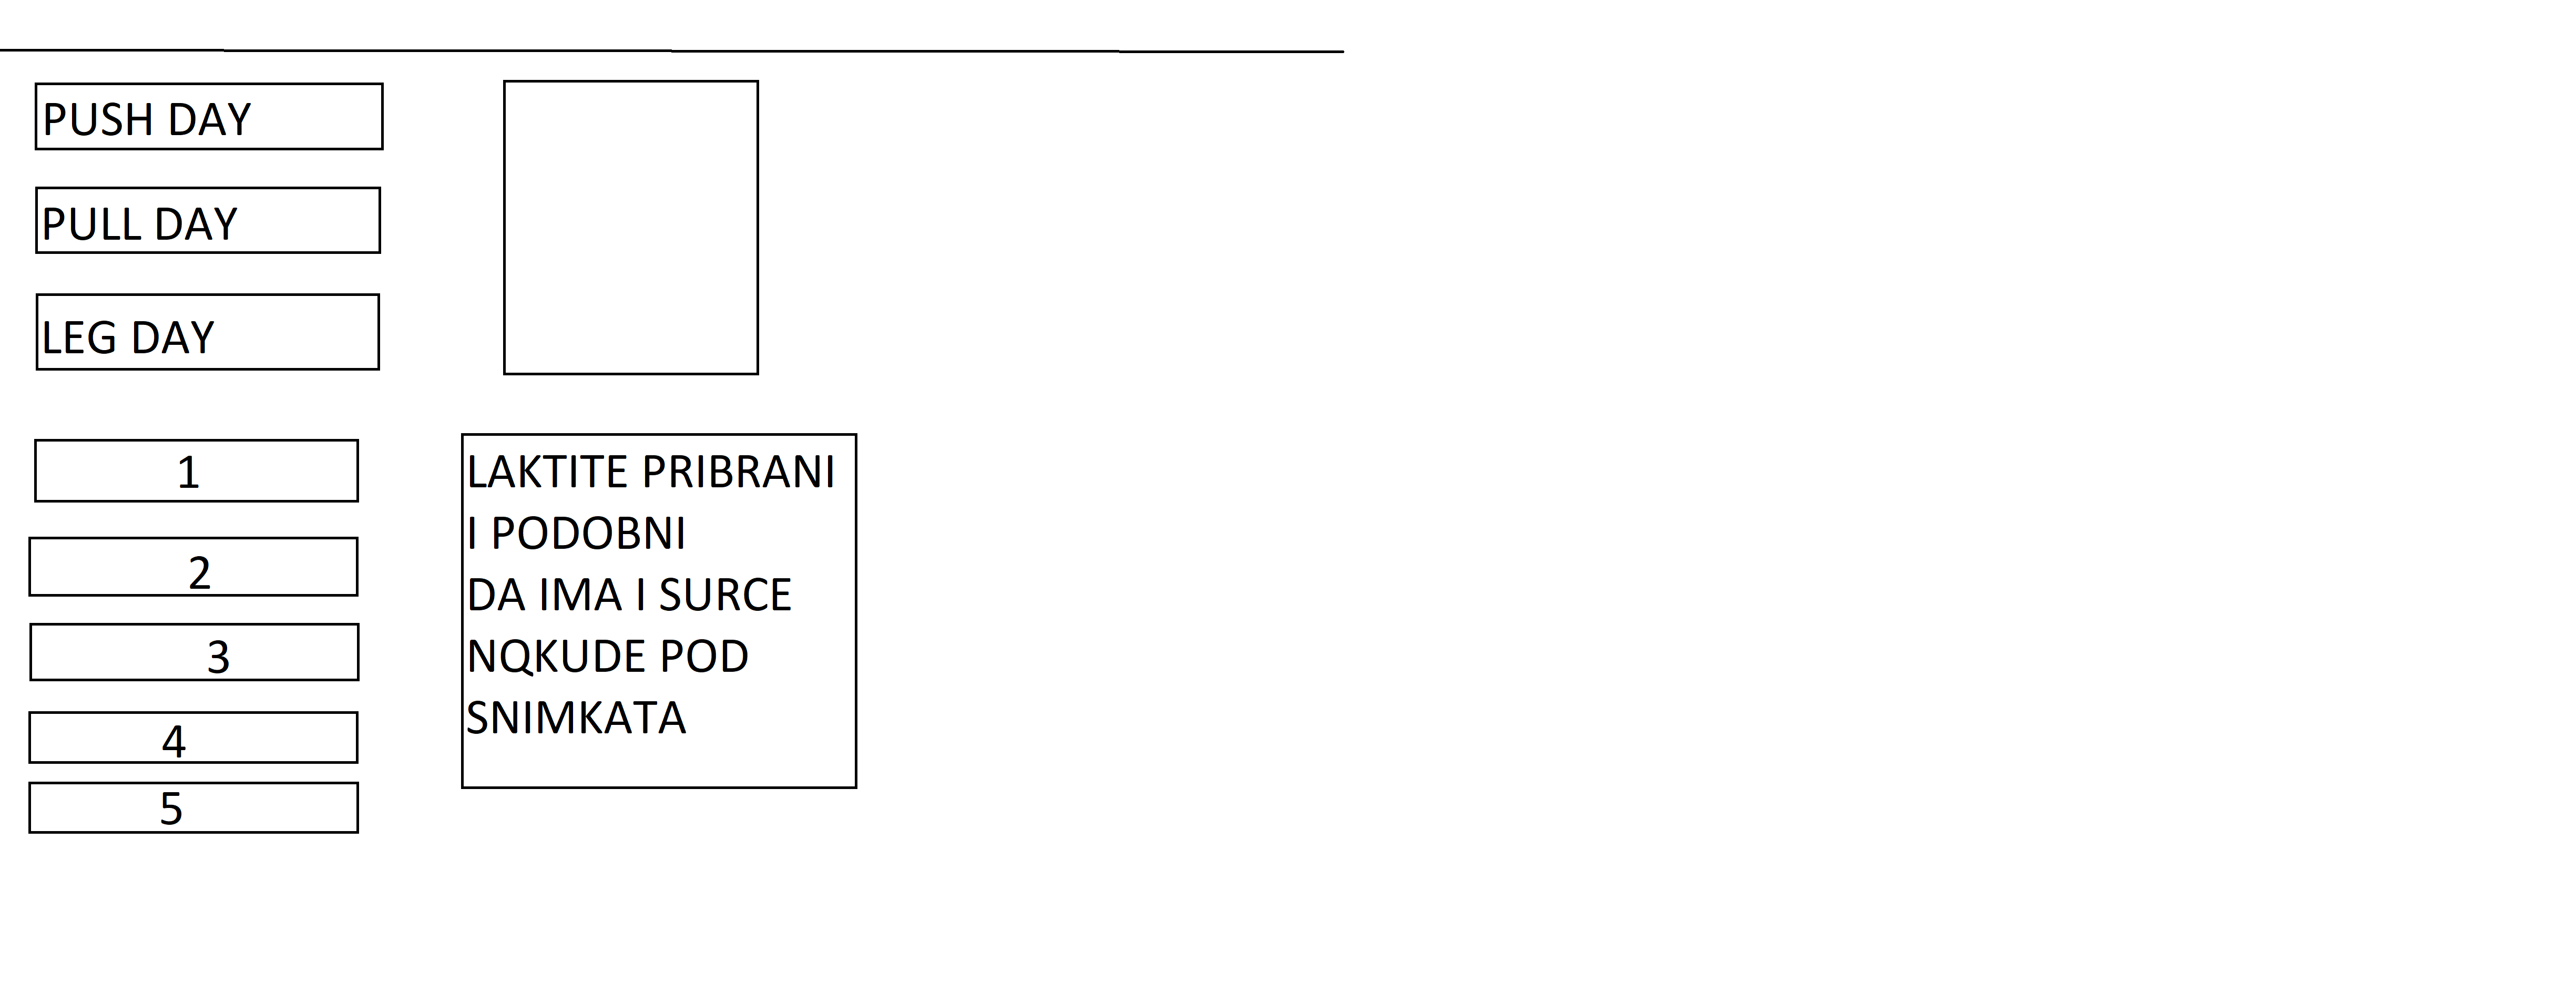 PUSH DAY
PULL DAY
LEG DAY
1
2
3
4
5
LAKTITE PRIBRANI
I PODOBNI
DA IMA I SURCE
NQKUDE POD
SNIMKATA